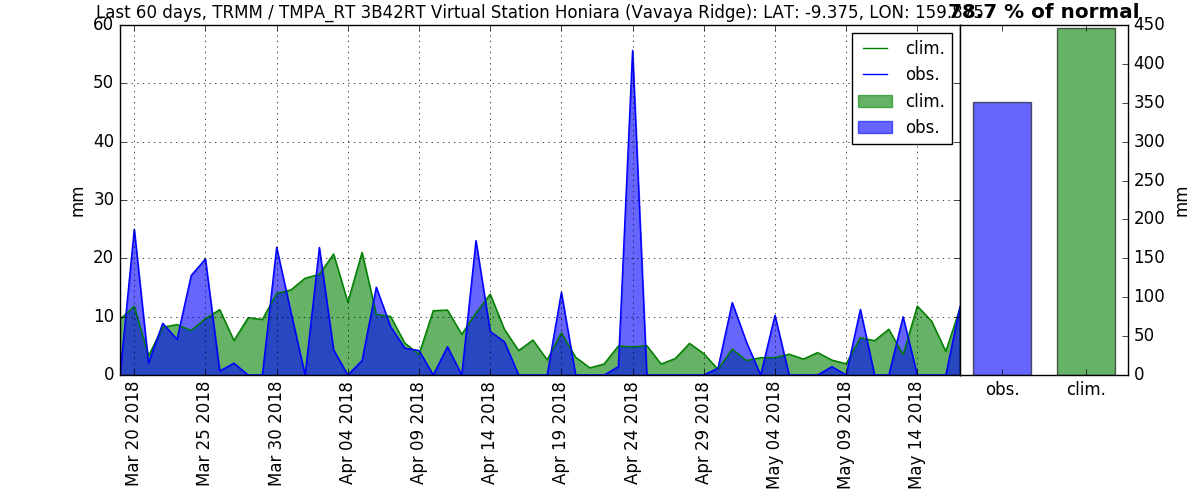 Last 60 days, TRMM / TMPA_RT 3B42RT Virtual Station Honiara (Vavaya Ridge): LAT: -9.375, LON:
78.7 % of normal
60
50
40
30
20
10
0
mm
clim.
obs.
clim.
obs.
450
400
350
300
250
200
150
100
50
0
mm
obs.
clim.
Mar 20 2018
Mar 25 2018
Mar 30 2018
Apr 04 2018
Apr 09 2018
Apr 14 2018
Apr 19 2018
Apr 24 2018
Apr 29 2018
May 04 2018
May 09 2018
May 14 2018